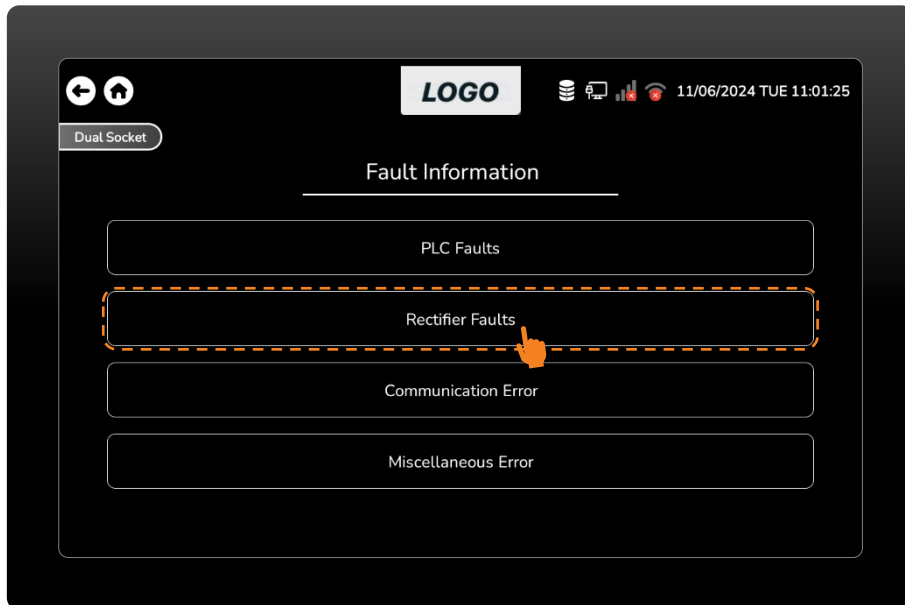 LOGO
11/06/2024 TUE 11:01:25
Dual Socket
Fault Information
PLC Faults
Rectifier Faults
Communication Error
Miscellaneous Error